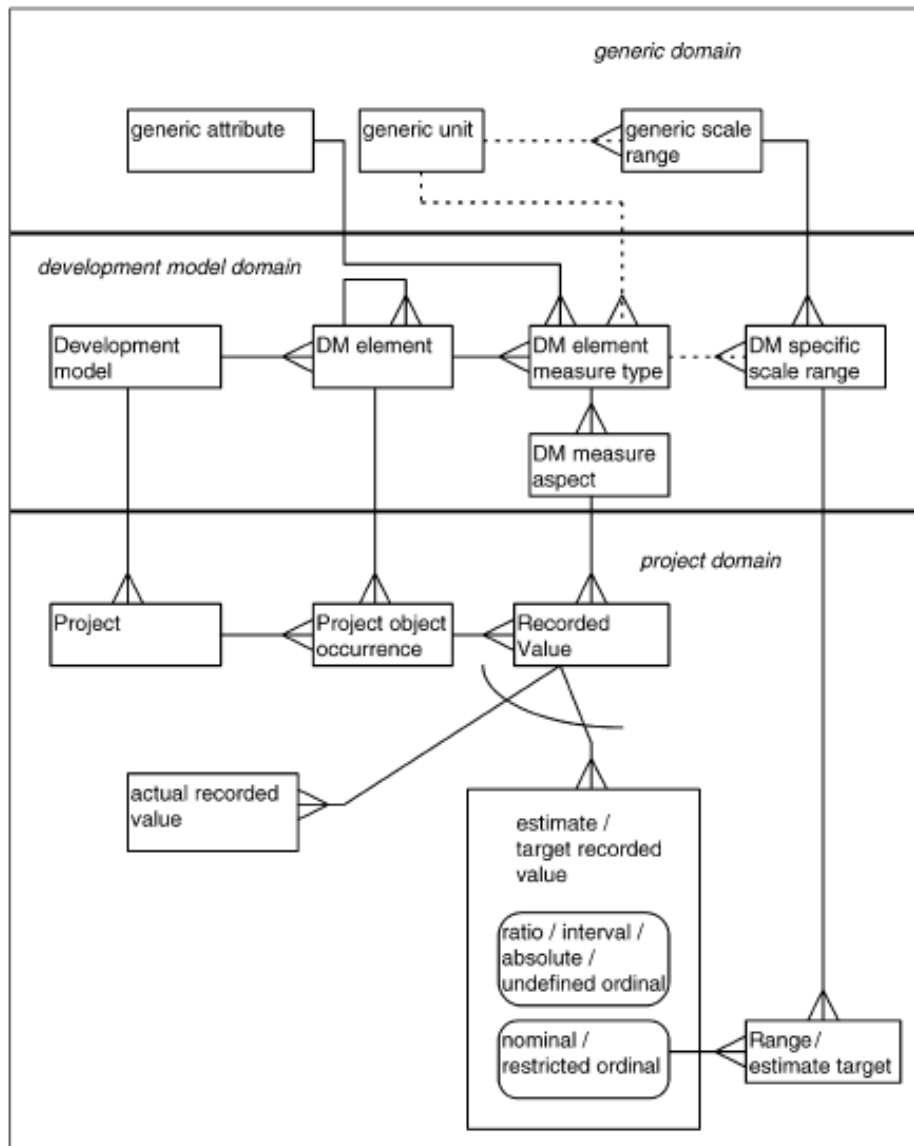 generic domain
generic attribute
generic unit
generic scale
range
development model domain
Development
model
DM element
DM element
measure type
DM specific
scale range
DM measure
aspect
project domain
Project
Project object
occurrence
Recorded
Value
actual recorded
value
estimate /
target recorded
value
ratio / interval /
absolute /
undefined ordinal
nominal /
restricted ordinal
Range/
estimate target